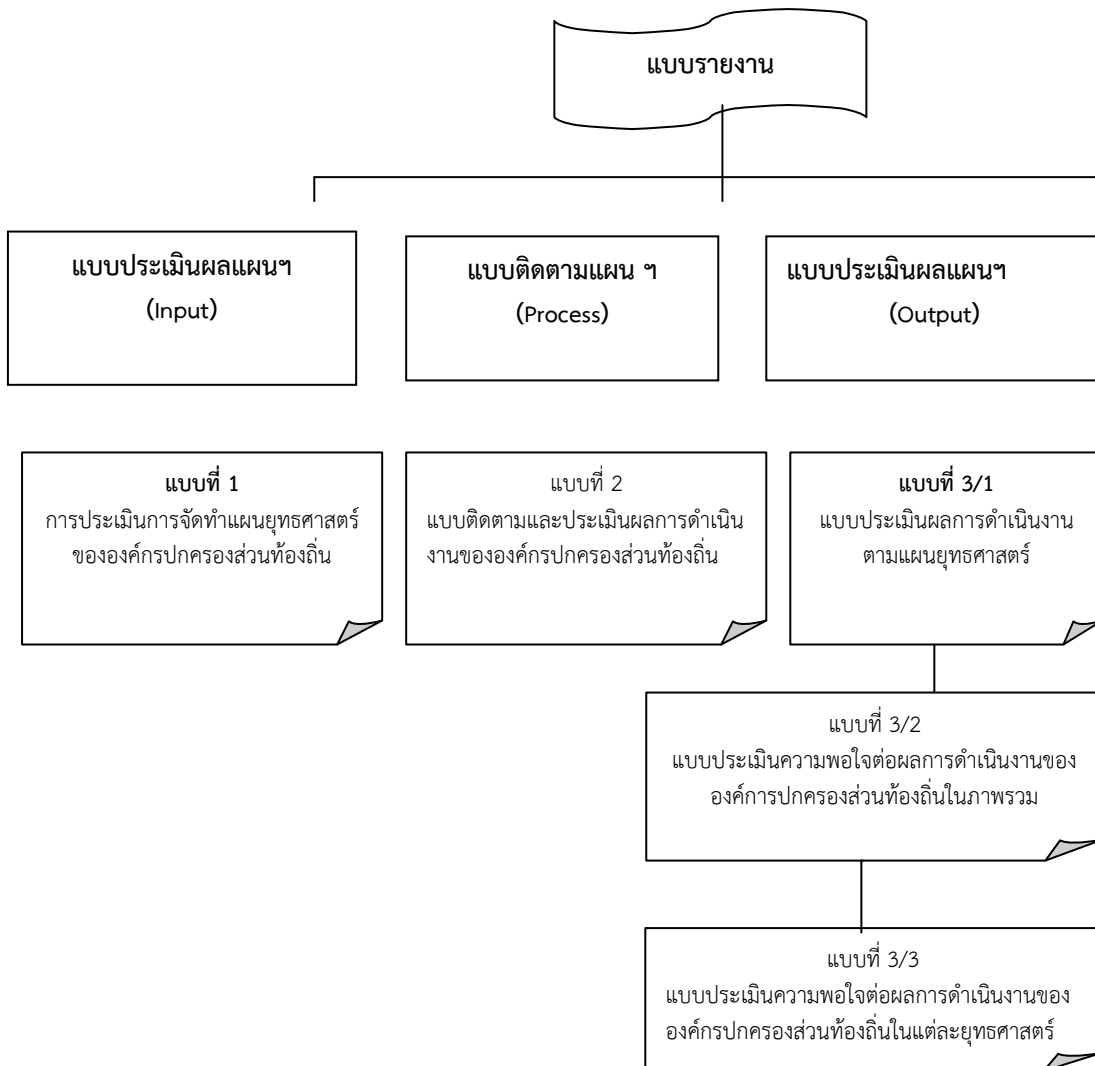 แบบรายงาน
แบบประเมินผลแผนฯ
(Input)
แบบติดตามแผน ฯ
(Process)
แบบประเมินผลแผนฯ
(Output)
แบบที่ 1
การประเมินการจัดทำแผนยุทธศาสตร์
ขององค์กรปกครองส่วนท้องถิ่น
แบบที่ 2
แบบติดตามและประเมินผลการดำเนิน
งานขององค์กรปกครองส่วนท้องถิ่น
แบบที่ 3/1
แบบประเมินผลการดำเนินงาน
ตามแผนยุทธศาสตร์
แบบที่ 3/2
แบบประเมินความพอใจต่อผลการดำเนินงานของ
องค์การปกครองส่วนท้องถิ่นในภาพรวม
แบบที่ 3/3
แบบประเมินความพอใจต่อผลการดำเนินงานของ
องค์กรปกครองส่วนท้องถิ่นในแต่ละยุทธศาสตร์